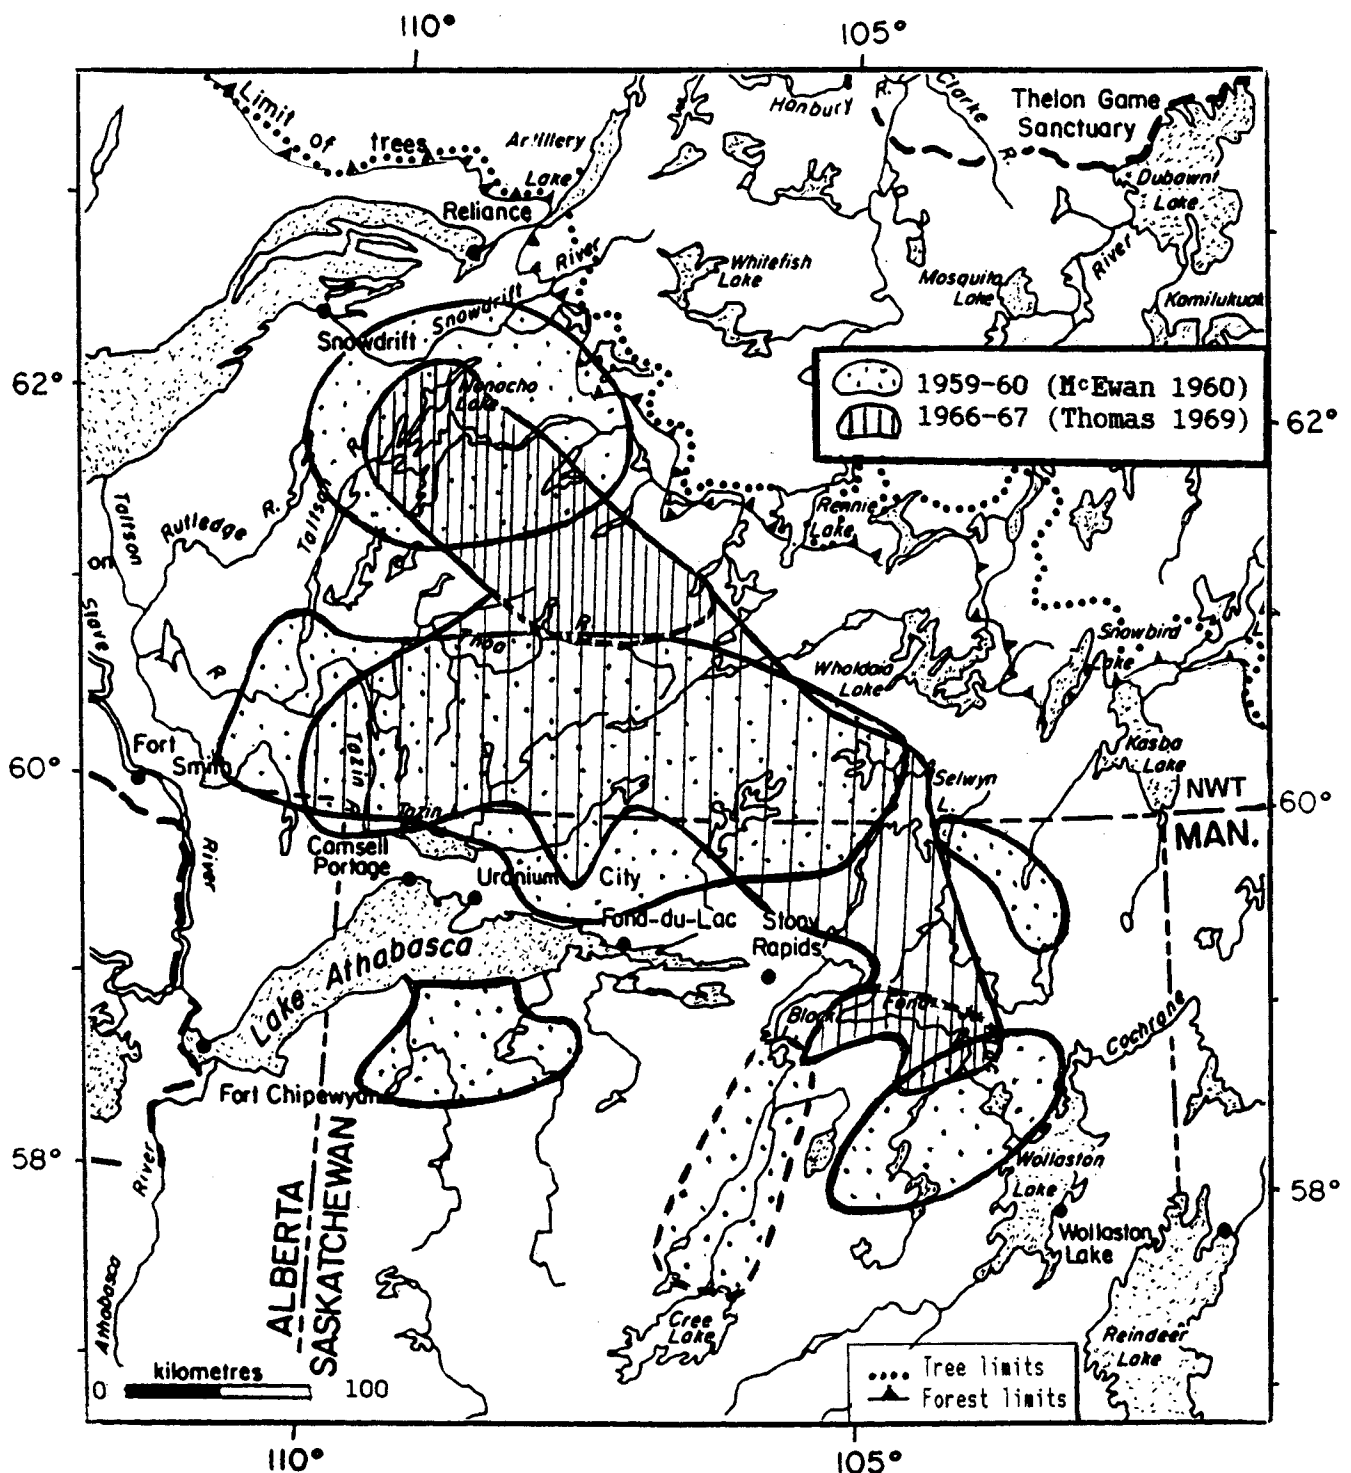 110°
105°
Limit
of
trees
Artillery
Lake
Reliance
Hanbury
R.
Clarke
R.
Thelon Game
Sanctuary
Dubawnt
Lake
River
Whitefish
Lake
Mosquito
Lake
River
Kamilukuak
Snowdrift
Snowdrift
62°
Nonacho
Lake
1959-60 (McEwan 1960)
1966-67 (Thomas 1969)
62°
R.
Taltson
Taltson
Rutledge
R.
on
Slave
R
Rennie
Lake
Thoa
R
Snowbird
Lake
L
Wholdaia
Lake
Kasba
Lake
Fort
Smith
60°
Tazin
R
Tazin
Selwyn
L.
NWT
60°
MAN.
Camsell
Portage
Uranium City
River
Fond-du-Lac
Stony
Rapids
Lake Athabasca
Black
Fond
Cochrane
Fort Chipewyan
58°
River
Wollaston
Lake
58°
Wollaston
Lake
ALBERTA
SASKATCHEWAN
Athabasca
Cree
Lake
Reindeer
Lake
kilometres
0 100
Tree limits
Forest limits
110°
105°